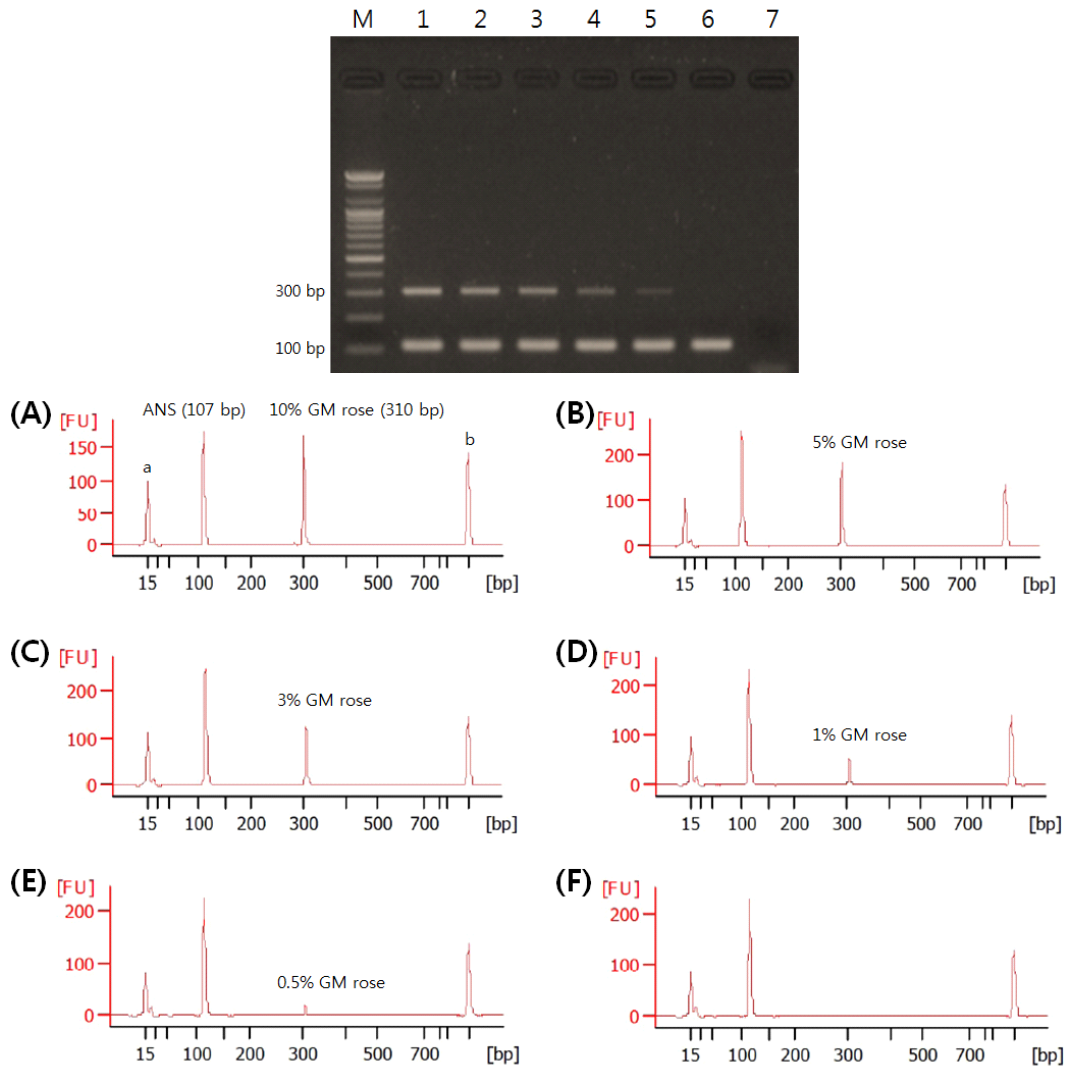 M 1 2 3 4 5 6 7
300 bp
100 bp
(A)
[FU]
ANS (107 bp) 10% GM rose (310 bp)
a
b
150
100
50
0
15 100 200 300 500 700 [bp]
(B)
[FU]
5% GM rose
200
100
0
15 100 200 300 500 700 [bp]
(C)
[FU]
3% GM rose
200
100
0
15 100 200 300 500 700 [bp]
(D)
[FU]
1% GM rose
200
100
0
15 100 200 300 500 700 [bp]
(E)
[FU]
0.5% GM rose
200
100
0
15 100 200 300 500 700 [bp]
(F)
[FU]
200
100
0
15 100 200 300 500 700 [bp]